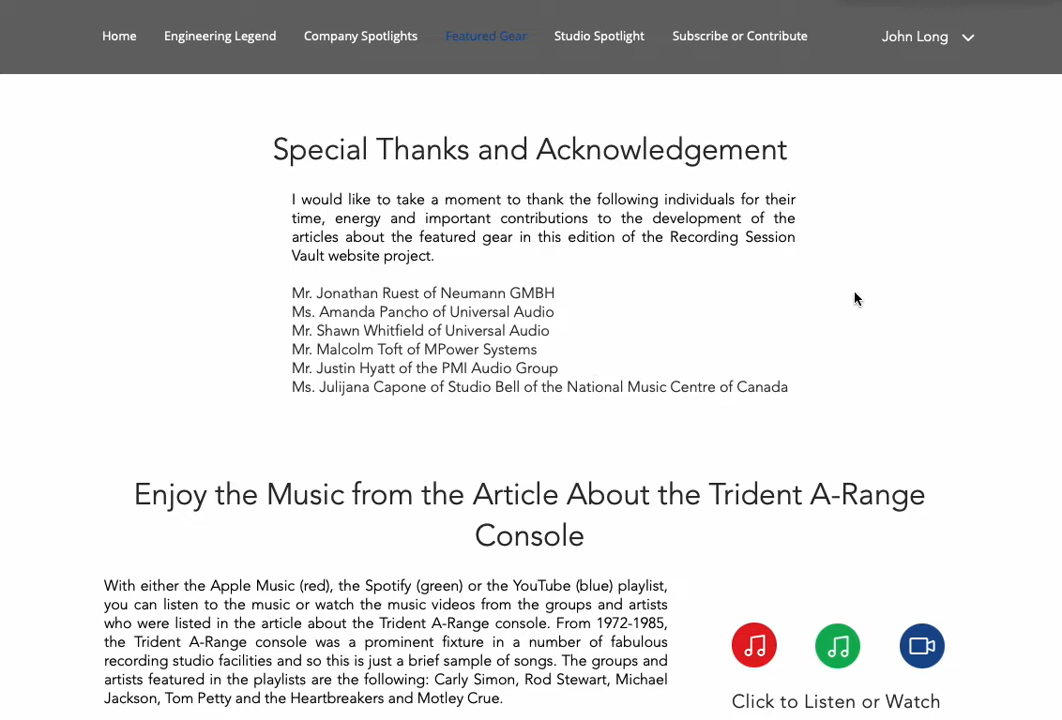 Home Engineering Legend Company Spotlights Featured Gear Studio Spotlight Subscribe or Contribute John Long
Special Thanks and Acknowledgement
I would like to take a moment to thank the following individuals for their
time, energy and important contributions to the development of the
articles about the featured gear in this edition of the Recording Session
Vault website project.
Mr. Jonathan Ruest of Neumann GMBH
Ms. Amanda Pancho of Universal Audio
Mr. Shawn Whitfield of Universal Audio
Mr. Malcolm Toft of MPower Systems
Mr. Justin Hyatt of the PMI Audio Group
Ms. Julijana Capone of Studio Bell of the National Music Centre of Canada
Enjoy the Music from the Article About the Trident A-Range
Console
With either the Apple Music (red), the Spotify (green) or the YouTube (blue) playlist,
you can listen to the music or watch the music videos from the groups and artists
who were listed in the article about the Trident A-Range console. From 1972-1985,
the Trident A-Range console was a prominent fixture in a number of fabulous
recording studio facilities and so this is just a brief sample of songs. The groups and
artists featured in the playlists are the following: Carly Simon, Rod Stewart, Michael
Jackson, Tom Petty and the Heartbreakers and Motley Crue.
Click to Listen or Watch